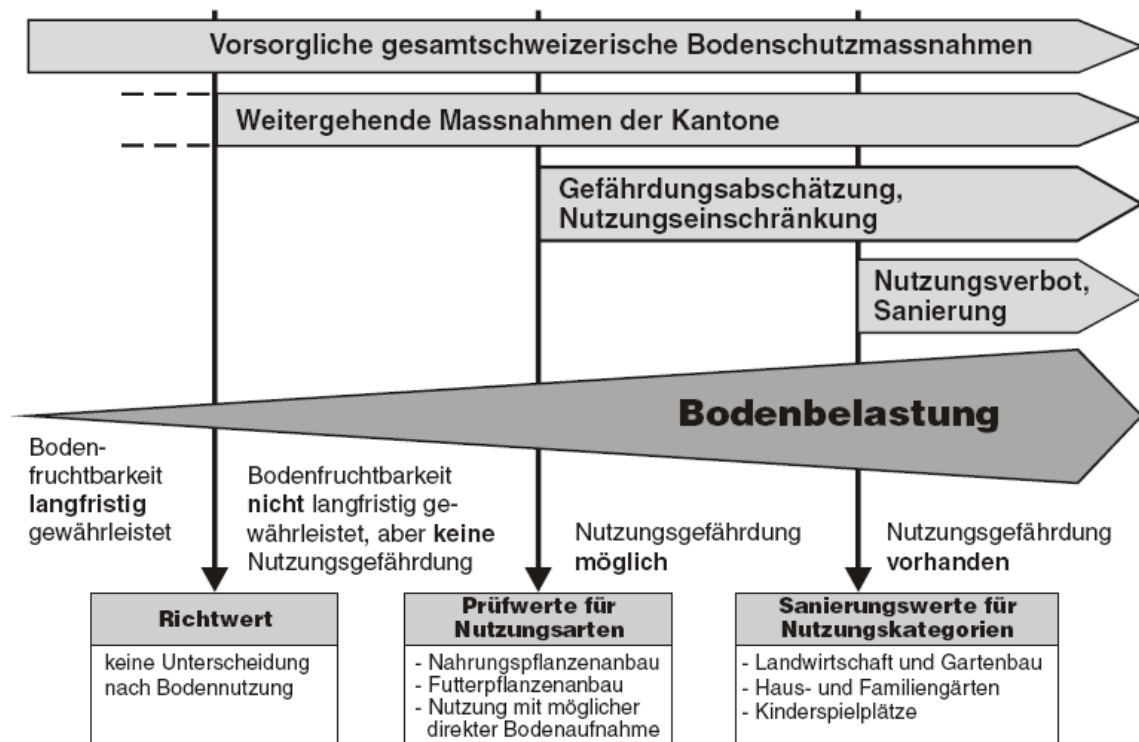 Vorsorgliche gesamtschweizerische Bodenschutzmassnahmen
Weitergehende Massnahmen der Kantone
Gefährdungsabschätzung,
Nutzungseinschränkung
Nutzungsverbot,
Sanierung
Bodenbelastung
Boden-
fruchtbarkeit
langfristig
gewährleistet
Bodenfruchtbarkeit
nicht langfristig ge-
währleistet, aber keine
Nutzungsgefährdung
Nutzungsgefährdung
möglich
Nutzungsgefährdung
vorhanden
Richtwert
keine Unterscheidung
nach Bodennutzung
Prüfwerte für
Nutzungsarten
- Nahrungspflanzenanbau
- Futterpflanzenanbau
- Nutzung mit möglicher
direkter Bodenaufnahme
Sanierungswerte für
Nutzungskategorien
- Landwirtschaft und Gartenbau
- Haus- und Familiengärten
- Kinderspielplätze